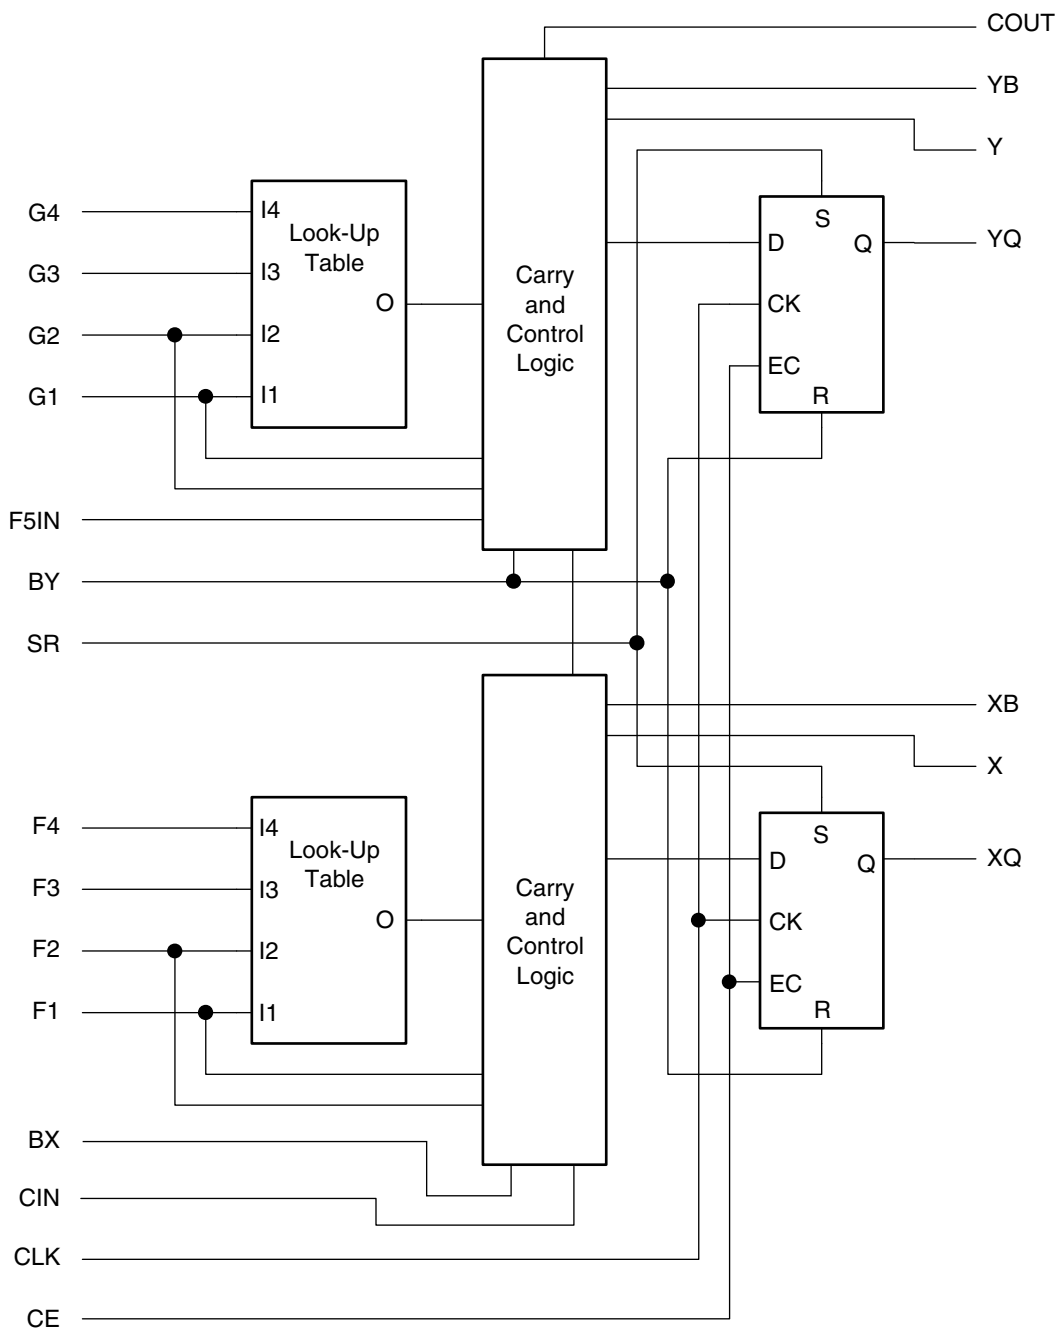 COUT
YB
Y
G4
I4
Look-Up
Table
S
D
Q
YQ
G3
I3
O
Carry
and
Control
Logic
CK
G2
I2
EC
G1
I1
R
F5IN
BY
SR
XB
X
F4
I4
Look-Up
Table
S
D
Q
XQ
F3
I3
O
Carry
and
Control
Logic
CK
F2
I2
EC
F1
I1
R
BX
CIN
CLK
CE